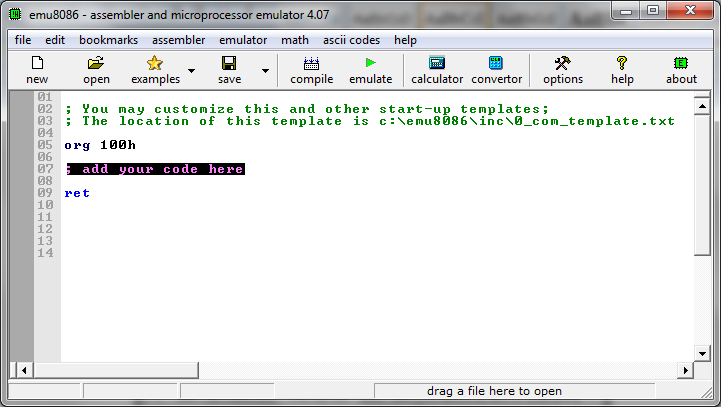 emu8086 - assembler and microprocessor emulator 4.07
file edit bookmarks assembler emulator math ascii codes help
new open examples save compile emulate calculator convertor options help about
01
02 ; You may customize this and other start-up templates;
03 ; The location of this template is c:\emu8086\inc\0_com_template.txt
04
05 org 100h
06
07 ; add your code here
08
09 ret
10
11
12
13
14
drag a file here to open